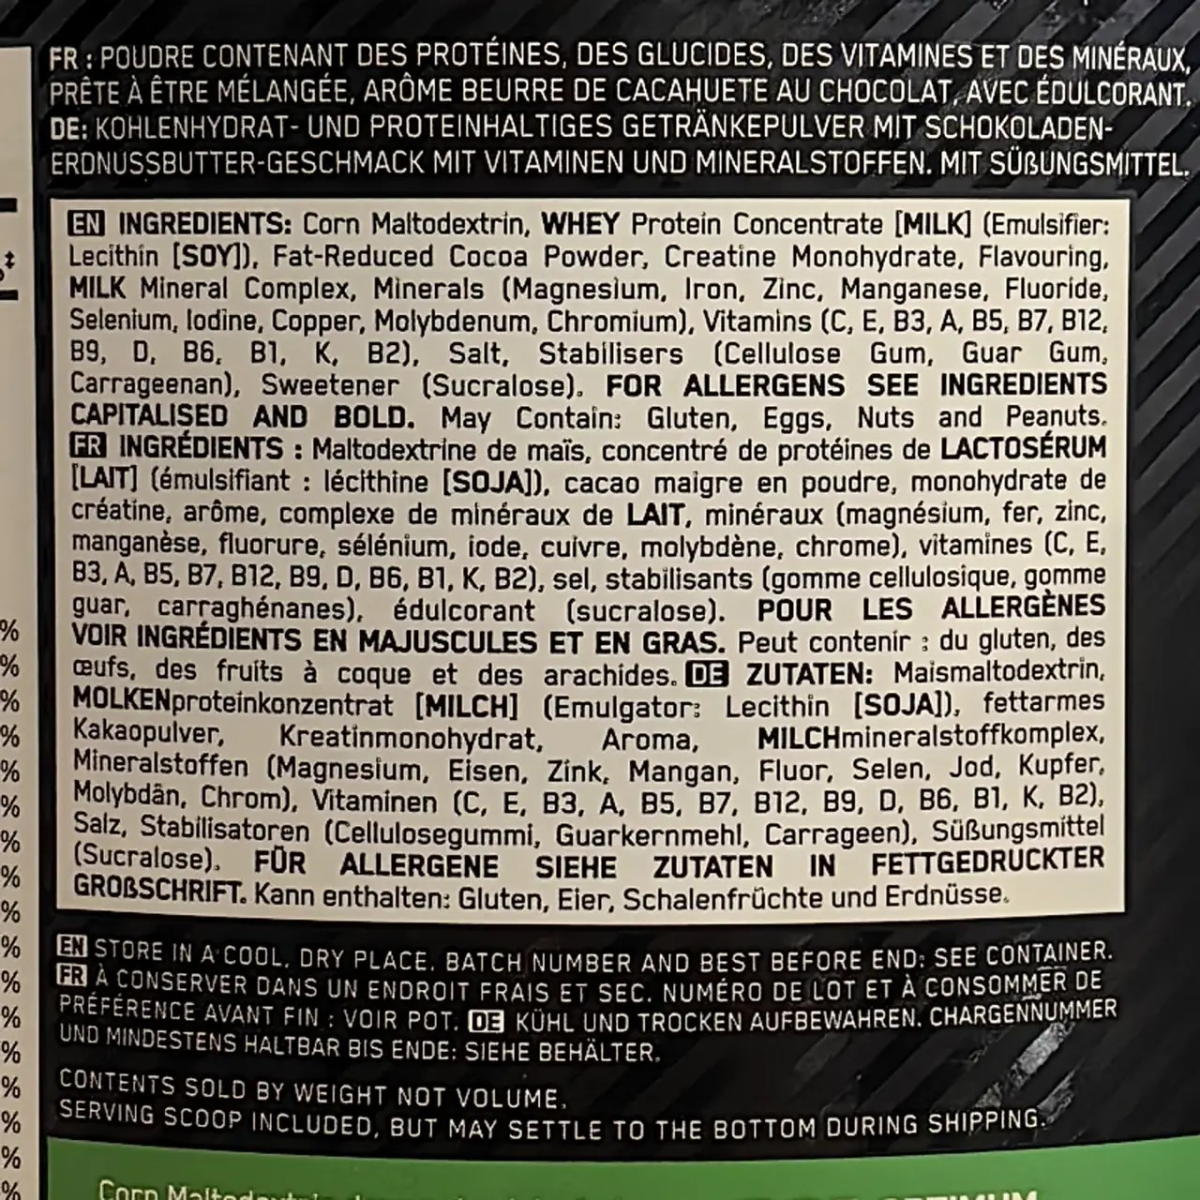 FR : POUDRE CONTENANT DES PROTÉINES, DES GLUCIDES, DES VITAMINES ET DES MINÉRAUX,
PRÊTE À ÊTRE MÉLANGÉE, ARÔME BEURRE DE CACAHUETE AU CHOCOLAT, AVEC ÉDULCORANT.
DE: KOHLENHYDRAT- UND PROTEINHALTIGES GETRÄNKEPULVER MIT SCHOKOLADEN-
ERDNUSSBUTTER-GESCHMACK MIT VITAMINEN UND MINERALSTOFFEN. MIT SÜßUNGSMITTEL.
EN INGREDIENTS: Corn Maltodextrin, WHEY Protein Concentrate [MILK] (Emulsifier:
Lecithin [SOY]), Fat-Reduced Cocoa Powder, Creatine Monohydrate, Flavouring,
MILK Mineral Complex, Minerals (Magnesium, Iron, Zinc, Manganese, Fluoride,
Selenium, Iodine, Copper, Molybdenum, Chromium), Vitamins (C, E, B3, A, B5, B7, B12,
B9, D, B6, B1, K, B2), Salt, Stabilisers (Cellulose Gum, Guar Gum,
Carrageenan), Sweetener (Sucralose). FOR ALLERGENS SEE INGREDIENTS
CAPITALISED AND BOLD. May Contain: Gluten, Eggs, Nuts and Peanuts.
FR INGRÉDIENTS : Maltodextrine de maïs, concentré de protéines de LACTOSÉRUM
[LAIT] (émulsifiant : lécithine [SOJA]), cacao maigre en poudre, monohydrate de
créatine, arôme, complexe de minéraux de LAIT, minéraux (magnésium, fer, zinc,
manganèse, fluorure, sélénium, iode, cuivre, molybdène, chrome), vitamines (C, E,
B3, A, B5, B7, B12, B9, D, B6, B1, K, B2), sel, stabilisants (gomme cellulosique, gomme
guar, carraghénanes), édulcorant (sucralose). POUR LES ALLERGÈNES
VOIR INGRÉDIENTS EN MAJUSCULES ET EN GRAS. Peut contenir : du gluten, des
œufs, des fruits à coque et des arachides. DE ZUTATEN: Maismaltodextrin,
MOLKENproteinkonzentrat [MILCH] (Emulgator: Lecithin [SOJA]), fettarmes
Kakaopulver, Kreatinmonohydrat, Aroma, MILCHmineralstoffkomplex,
Mineralstoffen (Magnesium, Eisen, Zink, Mangan, Fluor, Selen, Jod, Kupfer,
Molybdän, Chrom), Vitaminen (C, E, B3, A, B5, B7, B12, B9, D, B6, B1, K, B2),
Salz, Stabilisatoren (Cellulosegummi, Guarkernmehl, Carrageen), Süßungsmittel
(Sucralose). FÜR ALLERGENE SIEHE ZUTATEN IN FETTGEDRUCKTER
GROßSCHRIFT. Kann enthalten: Gluten, Eier, Schalenfrüchte und Erdnüsse.
EN STORE IN A COOL, DRY PLACE. BATCH NUMBER AND BEST BEFORE END: SEE CONTAINER.
FR À CONSERVER DANS UN ENDROIT FRAIS ET SEC. NUMÉRO DE LOT ET À CONSOMMER DE
PRÉFÉRENCE AVANT FIN : VOIR POT. DE KÜHL UND TROCKEN AUFBEWAHREN. CHARGENNUMMER
UND MINDESTENS HALTBAR BIS ENDE: SIEHE BEHÄLTER.
CONTENTS SOLD BY WEIGHT NOT VOLUME.
SERVING SCOOP INCLUDED, BUT MAY SETTLE TO THE BOTTOM DURING SHIPPING.